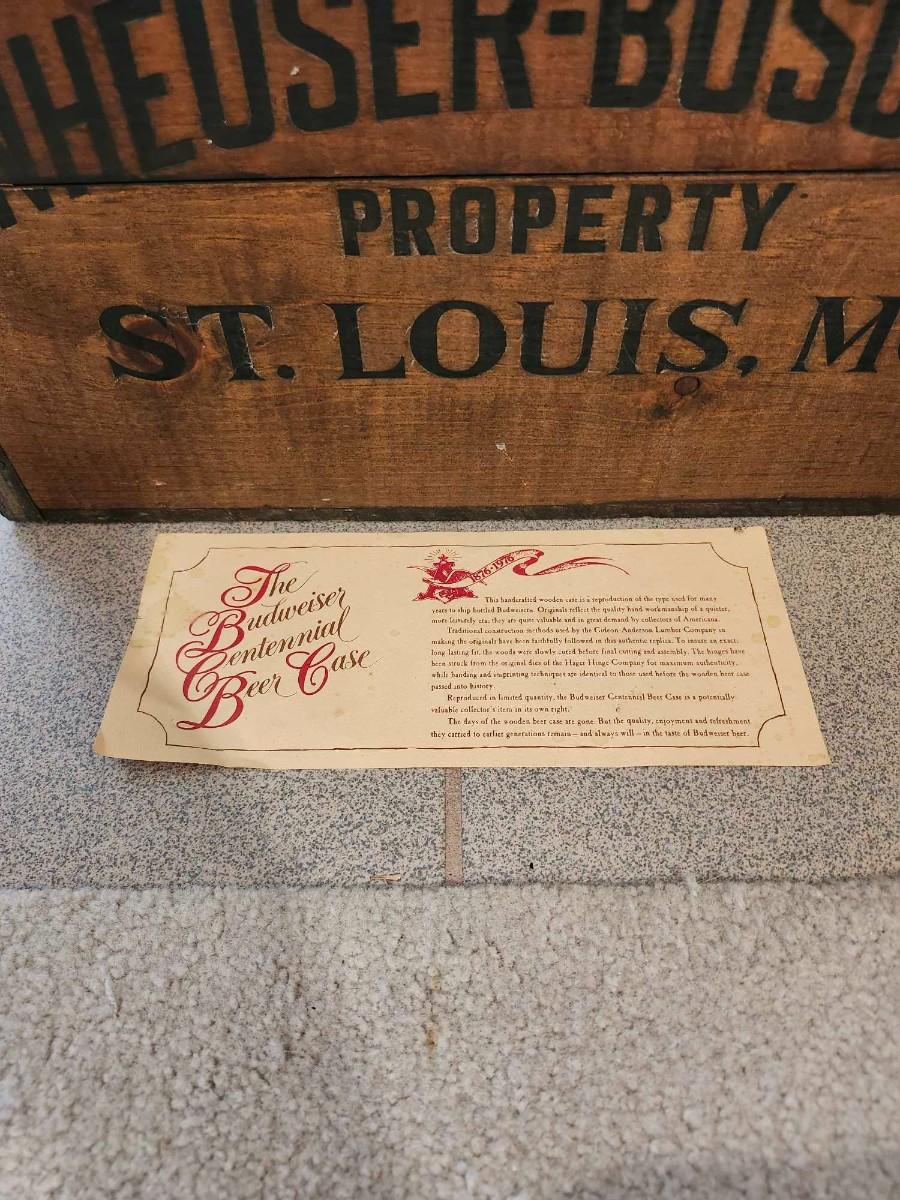 NHEUSER-BUSC
PROPERTY
ST. LOUIS, M
The
Budweiser
Centennial
Beer Case
1876-1976
This handcrafted wooden case is a reproduction of the type used for many
years to ship bottled Budweisers. Originals reflect the quality hand workmanship of a quieter,
more leisurely era; they are quite valuable and in great demand by collectors of Americana.
Traditional construction methods used by the Gideon Anderson Lumber Company in
making the originals have been faithfully followed in this authentic replica. To insure an exact,
long lasting fit, the woods were slowly cured before final cutting and assembly. The hinges have
been struck from the original dies of the Hager Hinge Company for maximum authenticity,
while banding and imprinting techniques are identical to those used before the wooden beer case
passed into history.
Reproduced in limited quantity, the Budweiser Centennial Beer Case is a potentially
valuable collector's item in its own right.
The days of the wooden beer case are gone. But the quality, enjoyment and refreshment
they carried to earlier generations remain – and always will – in the taste of Budweiser beer.